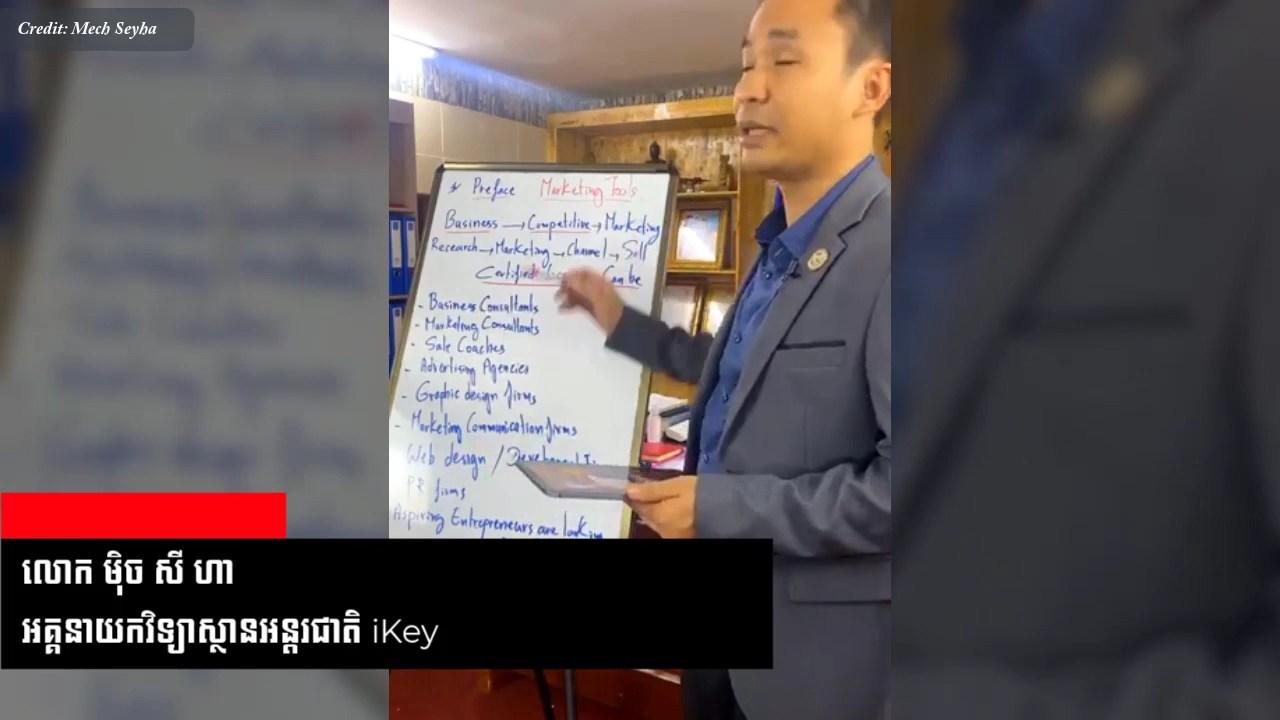 Credit: Mech Seyha
Preface Marketing Tools
Business → Competitive → Marketing
Research → Marketing → Channel → Sell
Certified Can be
- Business Consultants
- Marketing Consultants
- Sale Coaches
- Advertising Agencies
- Graphic design firms
- Marketing Communication firms
Web design /
PR firms
Aspiring Entrepreneurs are
លោក ម៉ិច សី ហា
អគ្គនាយកវិទ្យាស្ថានអន្តរជាតិ iKey